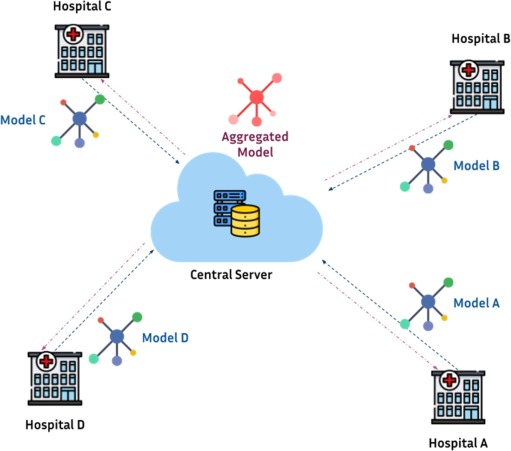 Hospital C
Hospital B
Model C
Aggregated
Model
Model B
Central Server
Model A
Model D
Hospital D
Hospital A